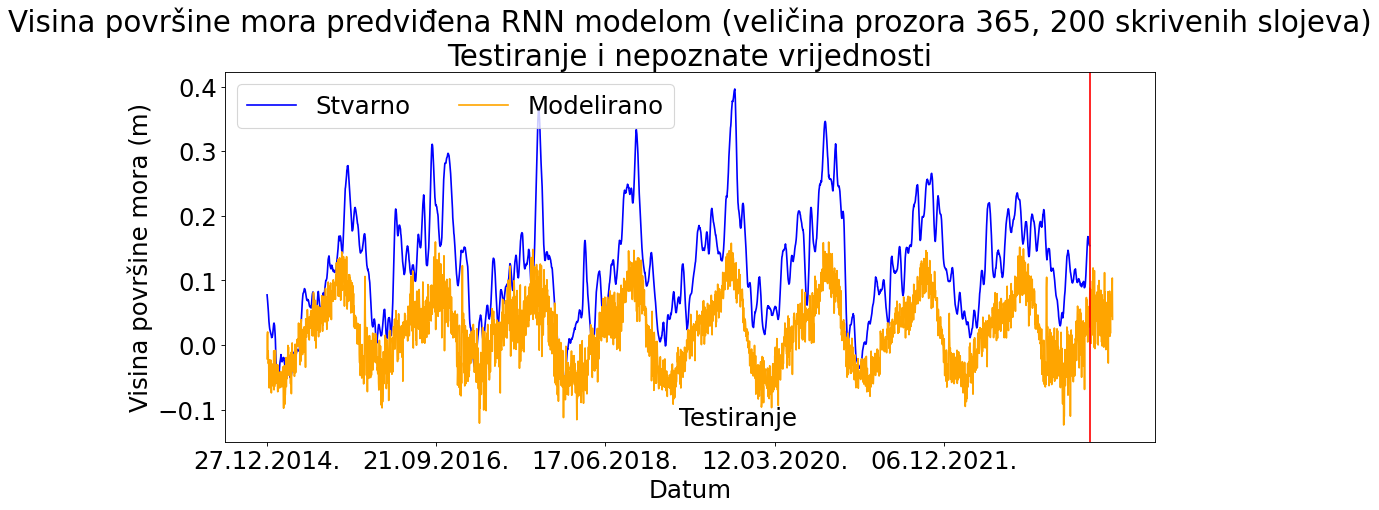 Visina površine mora predviđena RNN modelom (veličina prozora 365, 200 skrivenih slojeva)
Testiranje i nepoznate vrijednosti
Stvarno Modelirano
Visina površine mora (m)
0.4
0.3
0.2
0.1
0.0
−0.1
Testiranje
27.12.2014. 21.09.2016. 17.06.2018. 12.03.2020. 06.12.2021.
Datum